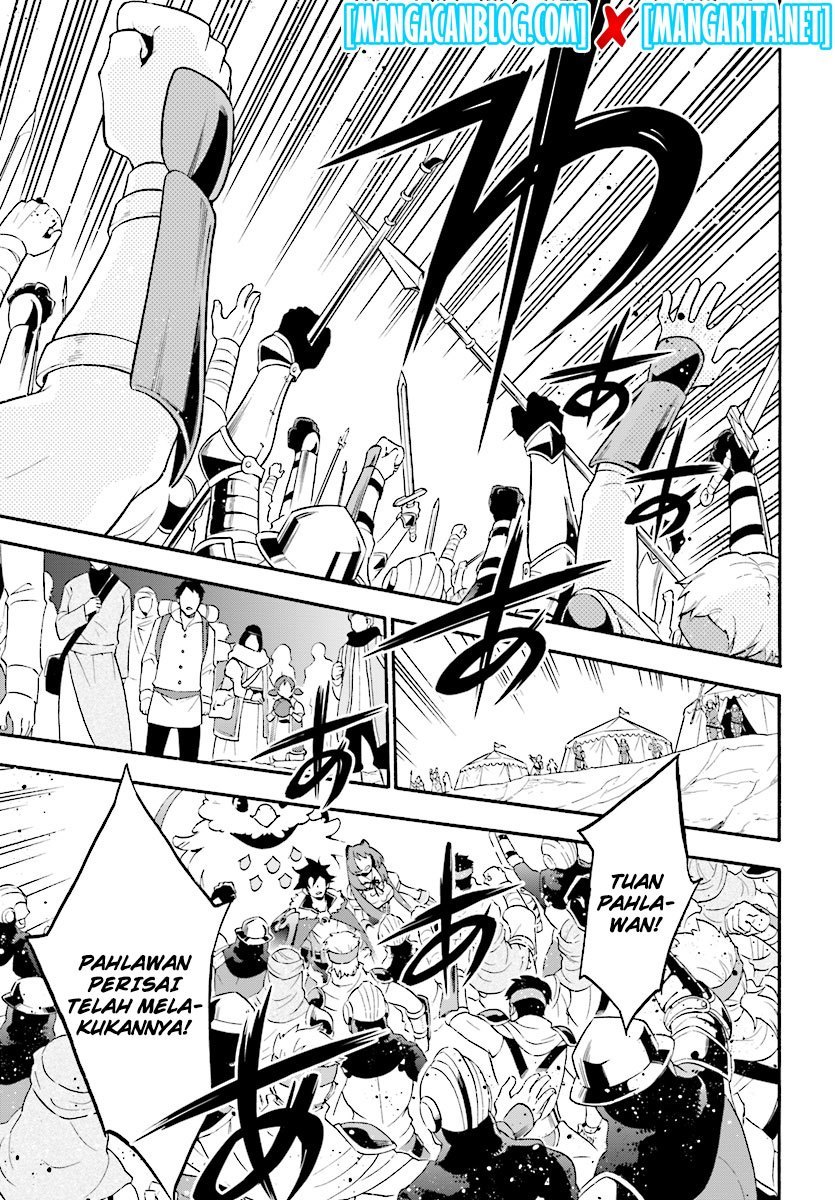 [MANGACANBLOG.COM] X [MANGAKITA.NET]
わ
あ
あ
あ
あ
あ
あ
TUAN
PAHLA-
WAN!
PAHLAWAN
PERISAI
TELAH MELA-
KUKANNYA!